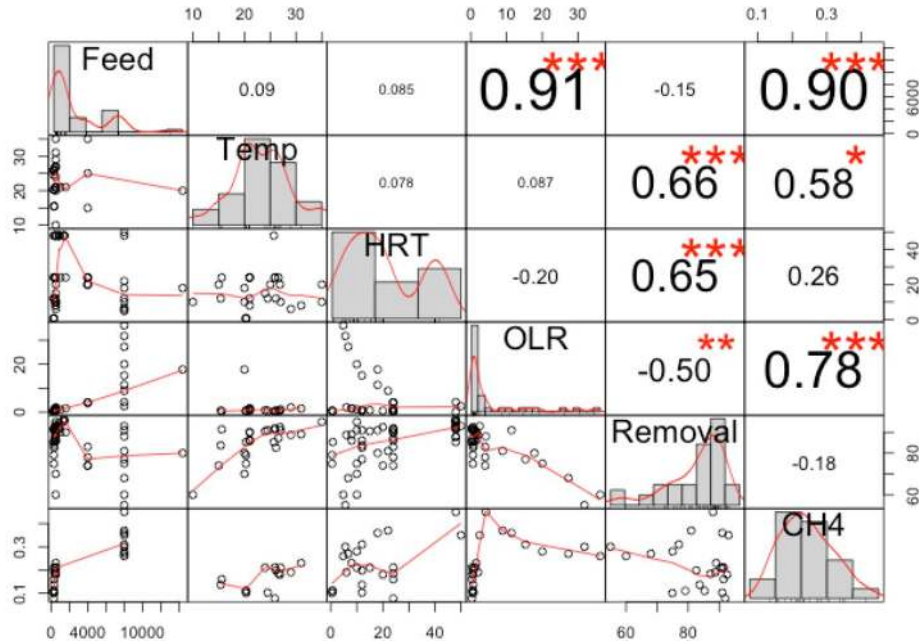 10 20 30 0 10 20 30 0.1 0.3
Feed 0.09 0.085 0.91 *** -0.15 0.90 *** 0 6000
10 20 30 Temp 0.078 0.087 0.66 *** 0.58 *
HRT -0.20 0.65 *** 0.26 0 20 40
0 20 OLR -0.50 ** 0.78 ***
Removal -0.18 60 80
0.1 0.3 CH4
0 4000 10000 0 20 40 60 80